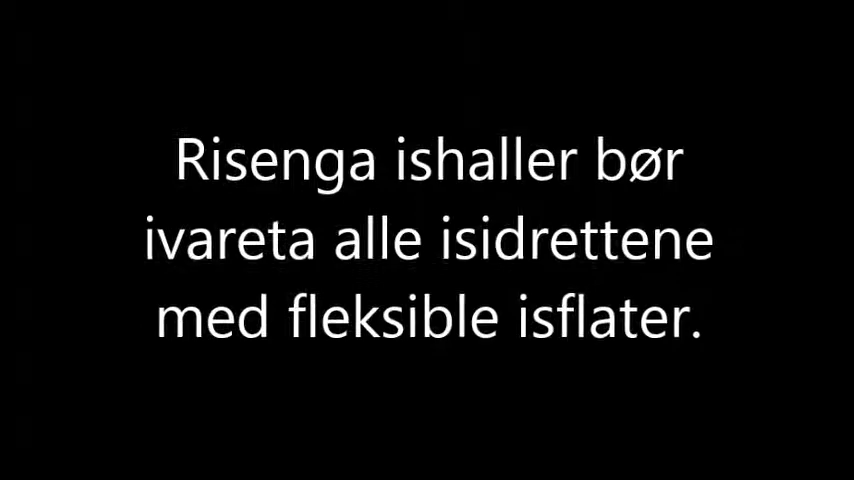 Risenga ishaller bør
ivareta alle isidrettene
med fleksible isflater.